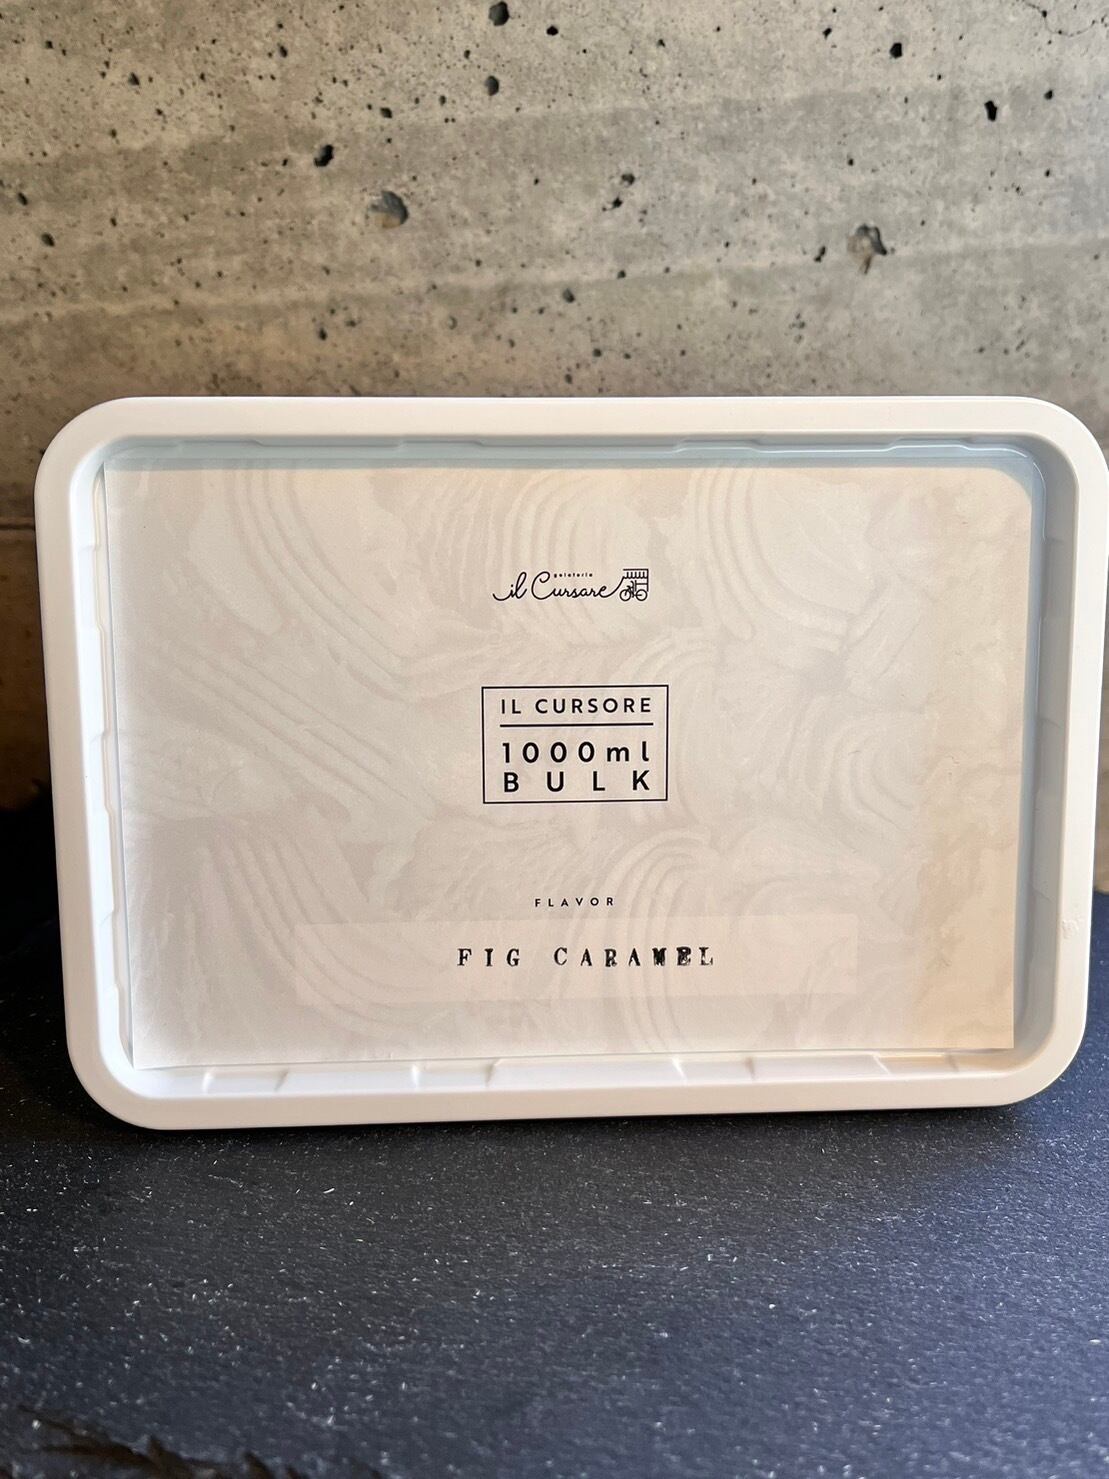 gelateria
il Cursore
IL CURSORE
1000ml
BULK
FLAVOR
FIG CARAMEL